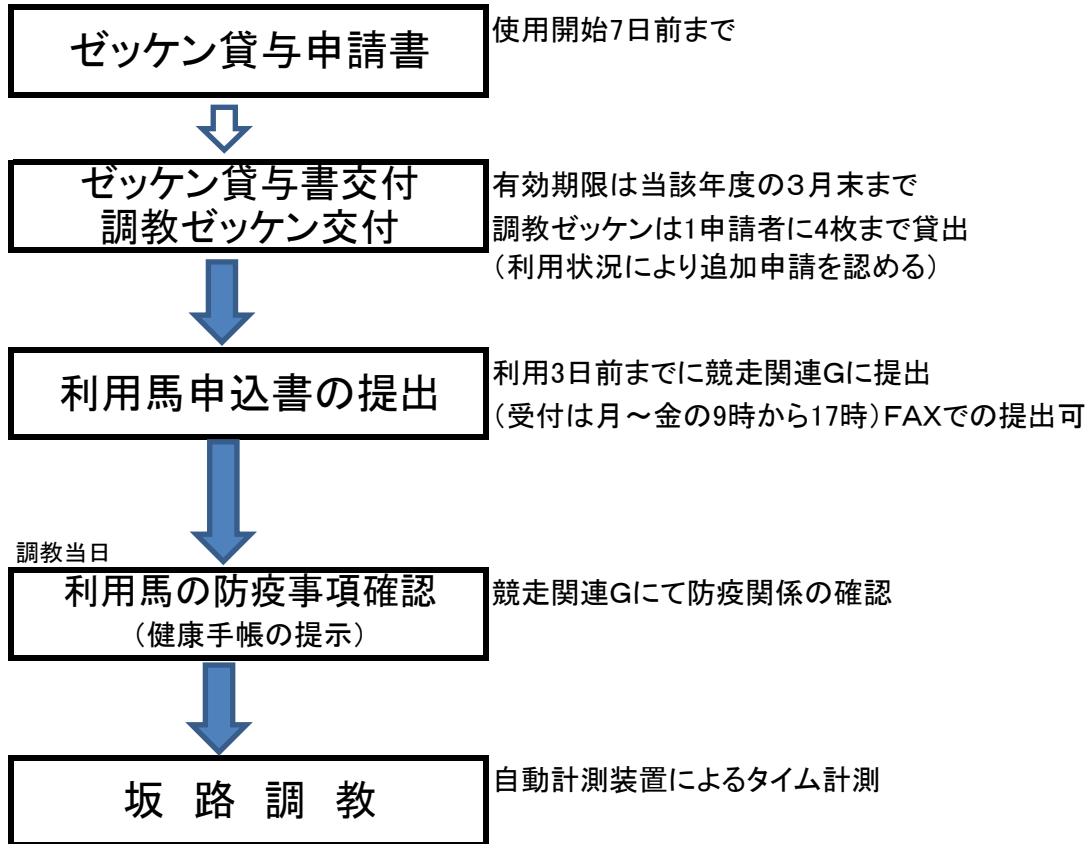 ゼッケン貸与申請書
使用開始7日前まで
ゼッケン貸与書交付
調教ゼッケン交付
有効期限は当該年度の３月末まで
調教ゼッケンは1申請者に4枚まで貸出
（利用状況により追加申請を認める）
利用馬申込書の提出
利用3日前までに競走関連Gに提出
（受付は月～金の9時から17時）ＦＡＸでの提出可
調教当日
利用馬の防疫事項確認
（健康手帳の提示）
競走関連Gにて防疫関係の確認
坂　路　調　教
自動計測装置によるタイム計測